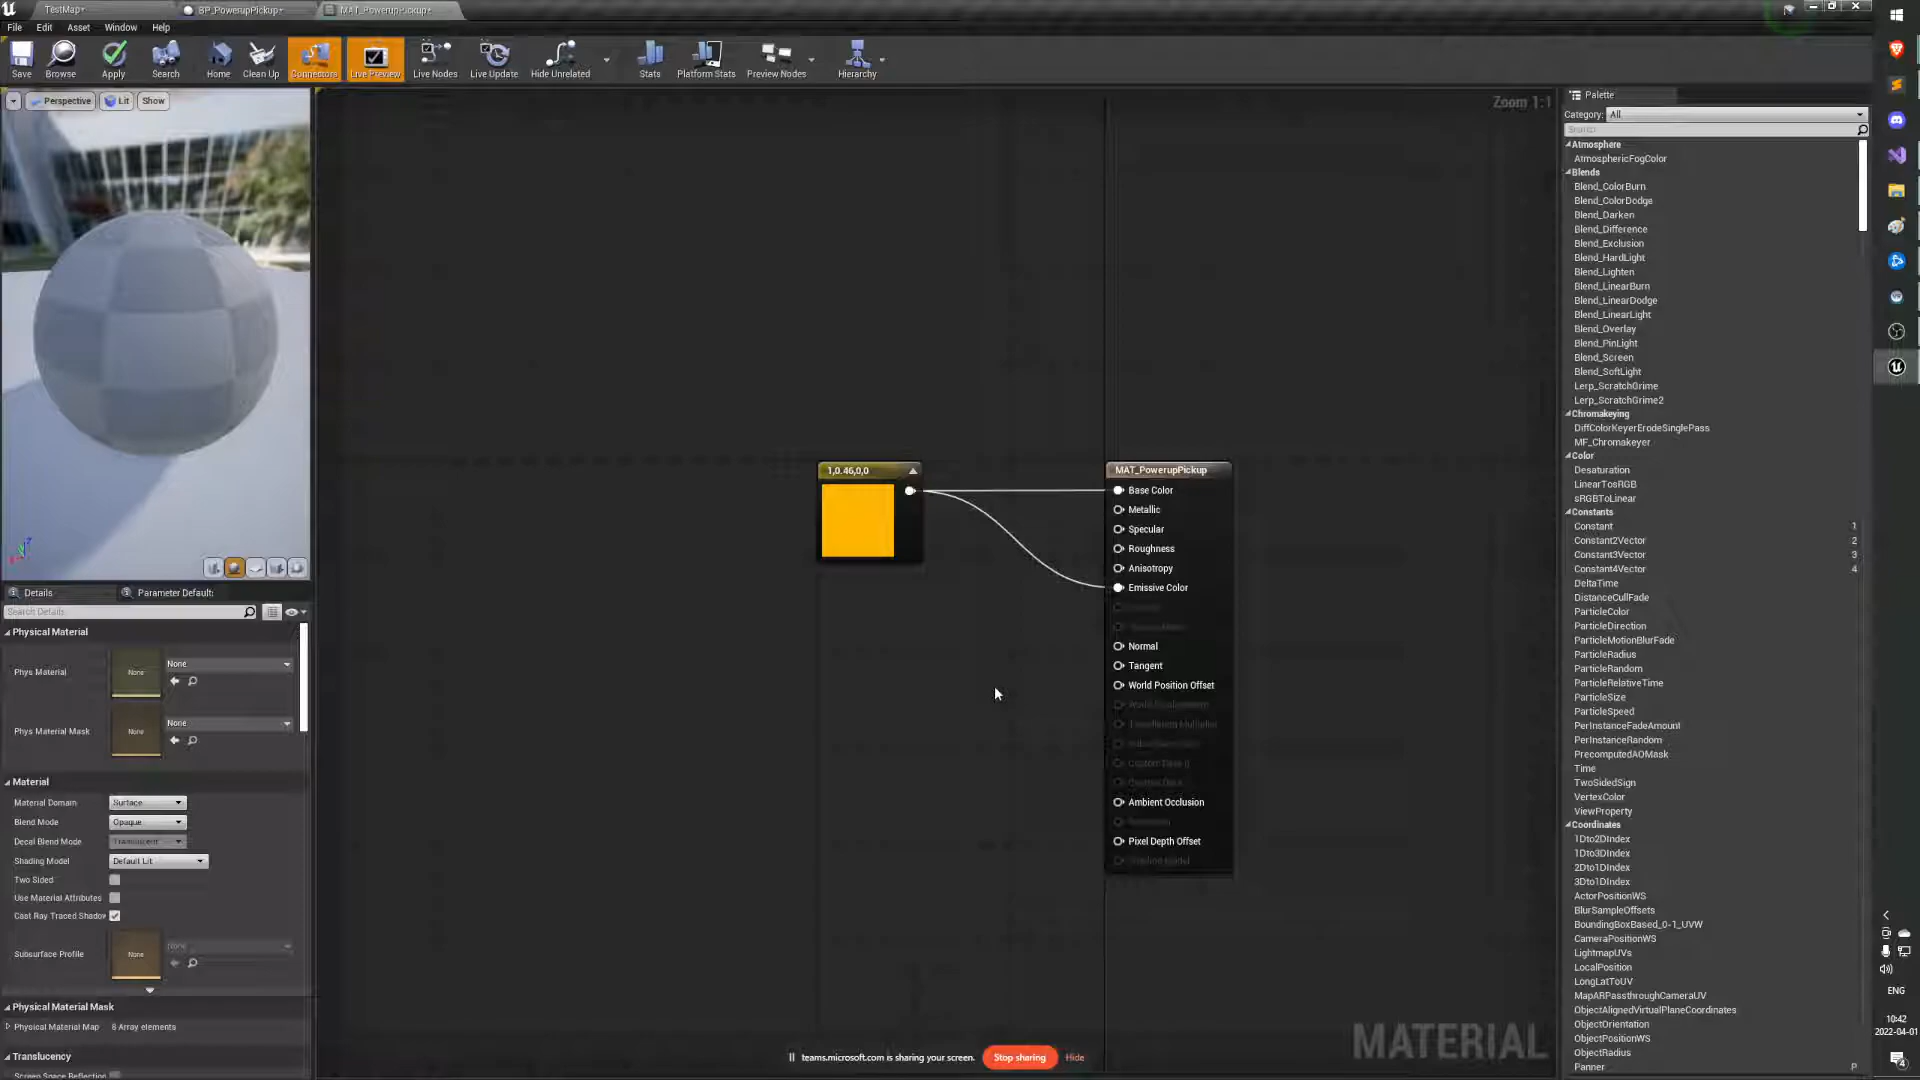 TestMap*
BP_PowerupPickup*
MAT_PowerupPickup*
File Edit Asset Window Help
Save Browse Apply Search Home Clean Up Connectors Live Preview Live Nodes Live Update Hide Unrelated Stats Platform Stats Preview Nodes Hierarchy
Perspective Lit Show
Zoom 1:1
1,0.46,0,0
MAT_PowerupPickup
Base Color
Metallic
Specular
Roughness
Anisotropy
Emissive Color
Normal
Tangent
World Position Offset
Ambient Occlusion
Pixel Depth Offset
MATERIAL
Details Parameter Defaults
Search Details
Physical Material
Phys Material None None
Phys Material Mask None None
Material
Material Domain Surface
Blend Mode Opaque
Decal Blend Mode Translucent
Shading Model Default Lit
Two Sided
Use Material Attributes
Cast Ray Traced Shadow
Subsurface Profile None None
Physical Material Mask
Physical Material Map 8 Array elements
Translucency
Screen Space Reflection
teams.microsoft.com is sharing your screen. Stop sharing Hide
Palette
Category: All
Search
Atmosphere
AtmosphericFogColor
Blends
Blend_ColorBurn
Blend_ColorDodge
Blend_Darken
Blend_Difference
Blend_Exclusion
Blend_HardLight
Blend_Lighten
Blend_LinearBurn
Blend_LinearDodge
Blend_LinearLight
Blend_Overlay
Blend_PinLight
Blend_Screen
Blend_SoftLight
Lerp_ScratchGrime
Lerp_ScratchGrime2
Chromakeying
DiffColorKeyerErodeSinglePass
MF_Chromakeyer
Color
Desaturation
LinearTosRGB
sRGBToLinear
Constants
Constant 1
Constant2Vector 2
Constant3Vector 3
Constant4Vector 4
DeltaTime
DistanceCullFade
ParticleColor
ParticleDirection
ParticleMotionBlurFade
ParticleRadius
ParticleRandom
ParticleRelativeTime
ParticleSize
ParticleSpeed
PerInstanceFadeAmount
PerInstanceRandom
PrecomputedAOMask
Time
TwoSidedSign
VertexColor
ViewProperty
Coordinates
1Dto2DIndex
1Dto3DIndex
2Dto1DIndex
3Dto1DIndex
ActorPositionWS
BlurSampleOffsets
BoundingBoxBased_0-1_UVW
CameraPositionWS
LightmapUVs
LocalPosition
LongLatToUV
MapARPassthroughCameraUV
ObjectAlignedVirtualPlaneCoordinates
ObjectOrientation
ObjectPositionWS
ObjectRadius
Panner P
ENG
10:42
2022-04-01
4